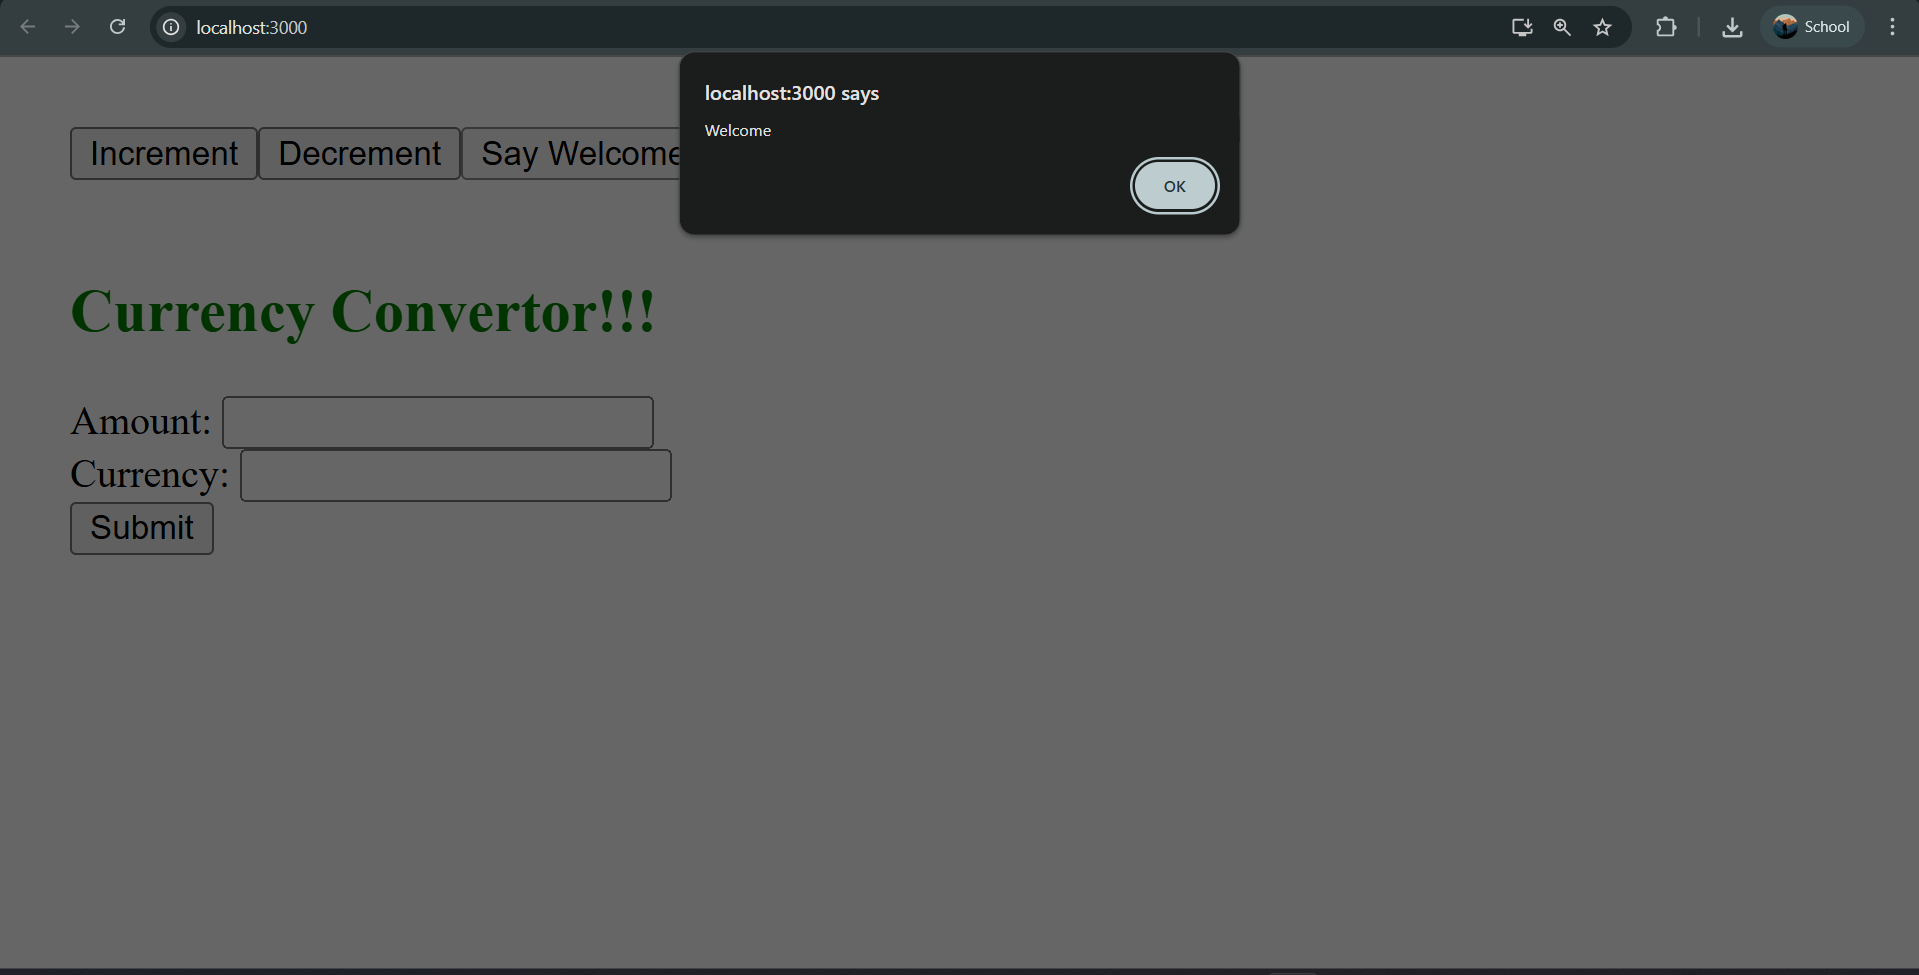 localhost:3000
School
localhost:3000 says
Welcome
OK
Increment Decrement Say Welcome
Currency Convertor!!!
Amount:
Currency:
Submit